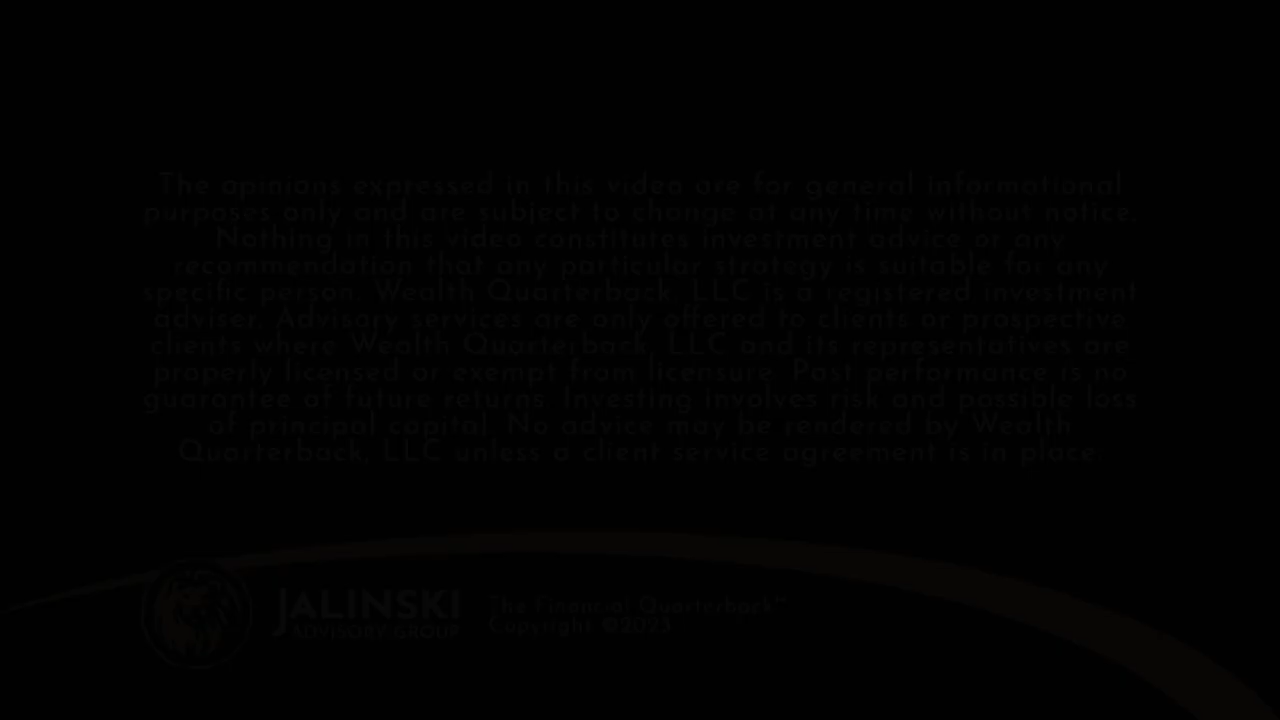 The opinions expressed in this video are for general informational
purposes only and are subject to change at any time without notice.
Nothing in this video constitutes investment advice or any
recommendation that any particular strategy is suitable for any
specific person. Wealth Quarterback, LLC is a registered investment
adviser. Advisory services are only offered to clients or prospective
clients where Wealth Quarterback, LLC and its representatives are
properly licensed or exempt from licensure. Past performance is no
guarantee of future returns. Investing involves risk and possible loss
of principal capital. No advice may be rendered by Wealth
Quarterback, LLC unless a client service agreement is in place.
JALINSKI
ADVISORY GROUP
The Financial Quarterback™
Copyright ©2023